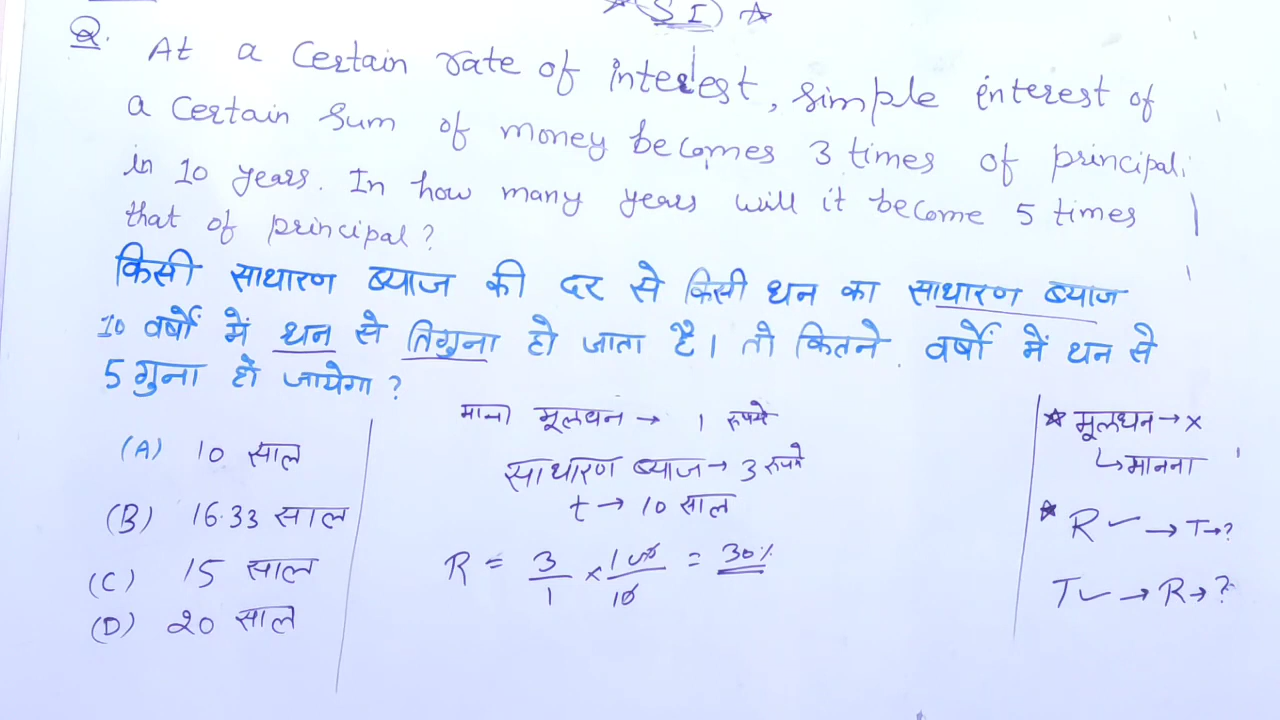 ☆ (SI) ☆
Q. At a Certain rate of interest, simple interest of
a Certain Sum of money becomes 3 times of principal,
in 10 years. In how many years will it become 5 times
that of principal?
किसी साधारण ब्याज की दर से किसी धन का साधारण ब्याज
10 वर्षों में धन से तिगुना हो जाता है। तो कितने वर्षों में धन से
5 गुना हो जायेगा ?
(A) 10 साल
(B) 16.33 साल
(C) 15 साल
(D) 20 साल
माना मूलधन → 1 रुपये
साधारण ब्याज → 3 रुपये
t → 10 साल
R = 3/1 × 100/10 = 30%
☆ मूलधन → x
↳ मानना
☆ R ✓ → T → ?
T ✓ → R → ?